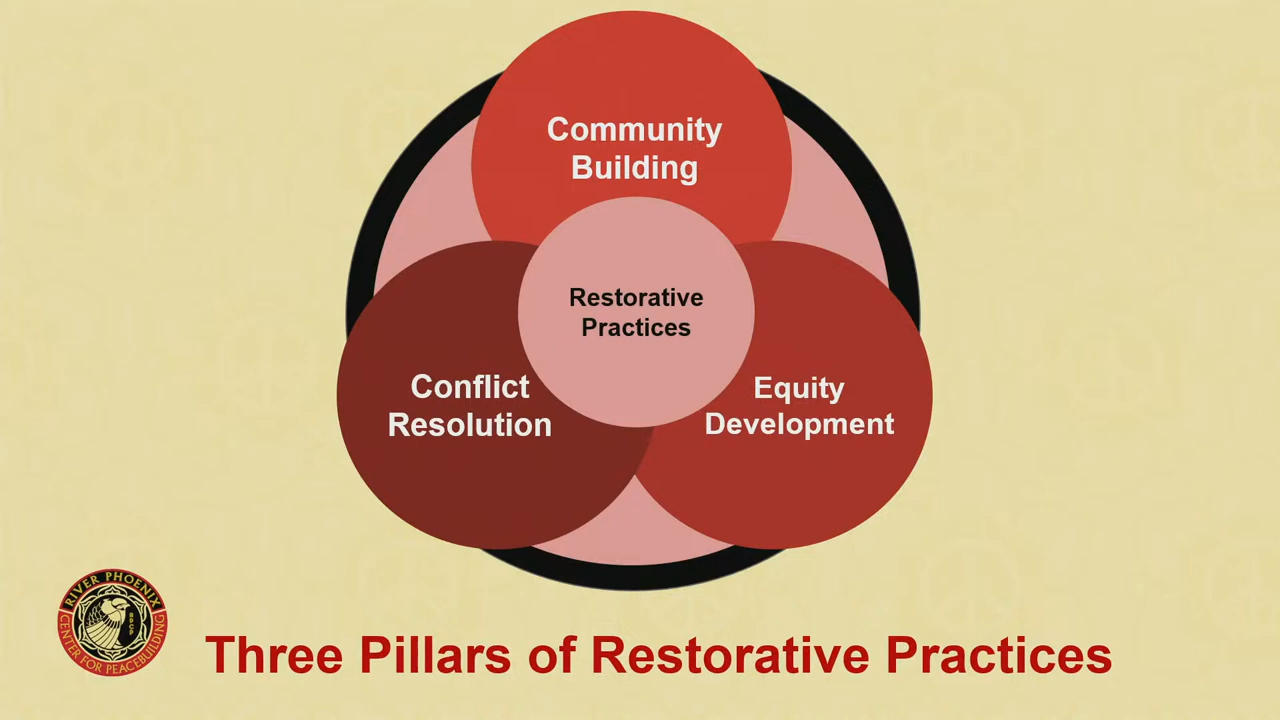 Community
Building
Restorative
Practices
Conflict
Resolution
Equity
Development
RIVER PHOENIX
CENTER FOR PEACEBUILDING
Three Pillars of Restorative Practices